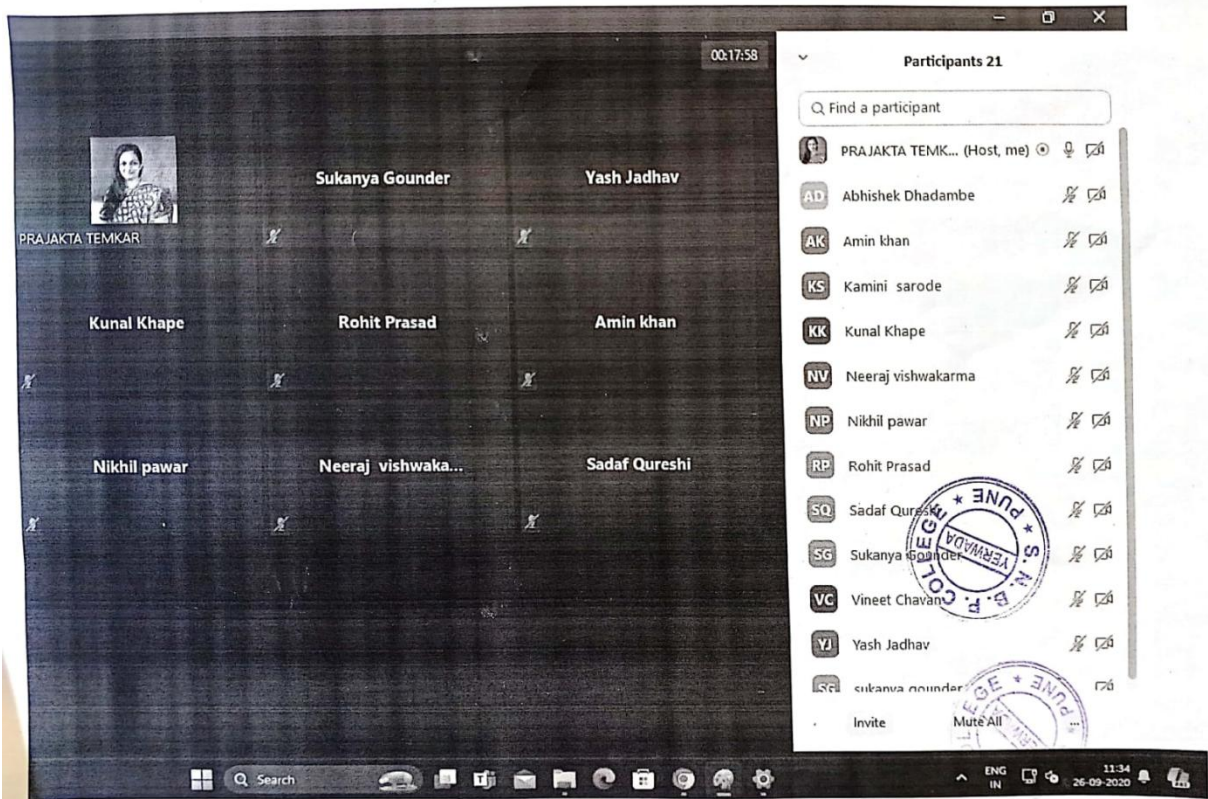 00:17:58
PRAJAKTA TEMKAR
Sukanya Gounder
Yash Jadhav
Kunal Khape
Rohit Prasad
Amin khan
Nikhil pawar
Neeraj vishwaka...
Sadaf Qureshi
Participants 21
Find a participant
PRAJAKTA TEMK... (Host, me)
AD Abhishek Dhadambe
AK Amin khan
KS Kamini sarode
KK Kunal Khape
NV Neeraj vishwakarma
NP Nikhil pawar
RP Rohit Prasad
SQ Sadaf Qureshi
SG Sukanya Gounder
VC Vineet Chavan
YJ Yash Jadhav
SG sukanya gounder
Invite Mute All ...
S. N. B. P. COLLEGE * PUNE *
YERWADA
COLLEGE * PUNE
YERWADA
Search
ENG
IN
11:34
26-09-2020